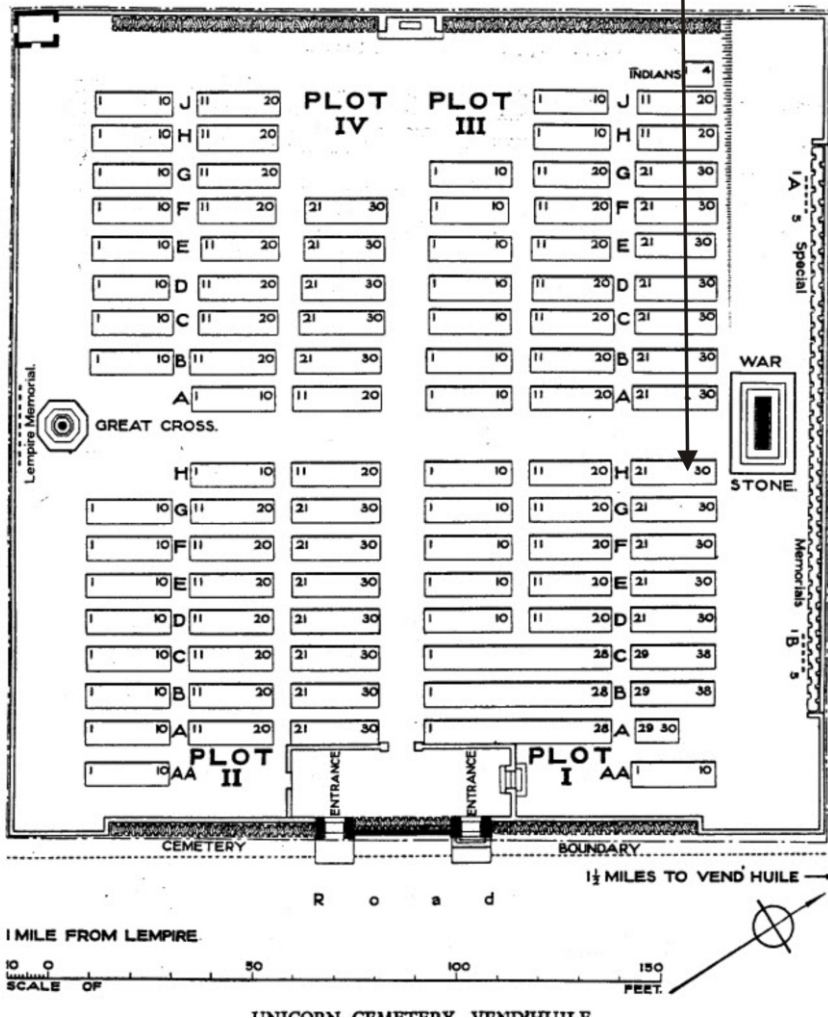 INDIANS 1 4
1 10 J 11 20 PLOT IV PLOT III 1 10 J 11 20
1 10 H 11 20 1 10 H 11 20
1 10 G 11 20 1 10 11 20 G 21 30
1 10 F 11 20 21 30 1 10 11 20 F 21 30
1 10 E 11 20 21 30 1 10 11 20 E 21 30
1 10 D 11 20 21 30 1 10 11 20 D 21 30
1 10 C 11 20 21 30 1 10 11 20 C 21 30
1 10 B 11 20 21 30 1 10 11 20 B 21 30
A 1 10 11 20 1 10 11 20 A 21 30
1 A 5 Special
WAR
STONE.
Lempire Memorial.
GREAT CROSS.
H 1 10 11 20 1 10 11 20 H 21 30
1 10 G 11 20 21 30 1 10 11 20 G 21 30
1 10 F 11 20 21 30 1 10 11 20 F 21 30
1 10 E 11 20 21 30 1 10 11 20 E 21 30
1 10 D 11 20 21 30 1 10 11 20 D 21 30
1 10 C 11 20 21 30 1 28 C 29 38
1 10 B 11 20 21 30 1 28 B 29 38
1 10 A 11 20 21 30 1 28 A 29 30
Memorials 1 B 5
1 10 AA PLOT II PLOT I AA 1 10
ENTRANCE ENTRANCE
CEMETERY BOUNDARY
1½ MILES TO VEND'HUILE
Road
1 MILE FROM LEMPIRE
10 0 50 100 150
SCALE OF FEET.
UNICORN CEMETERY, VEND'HUILE